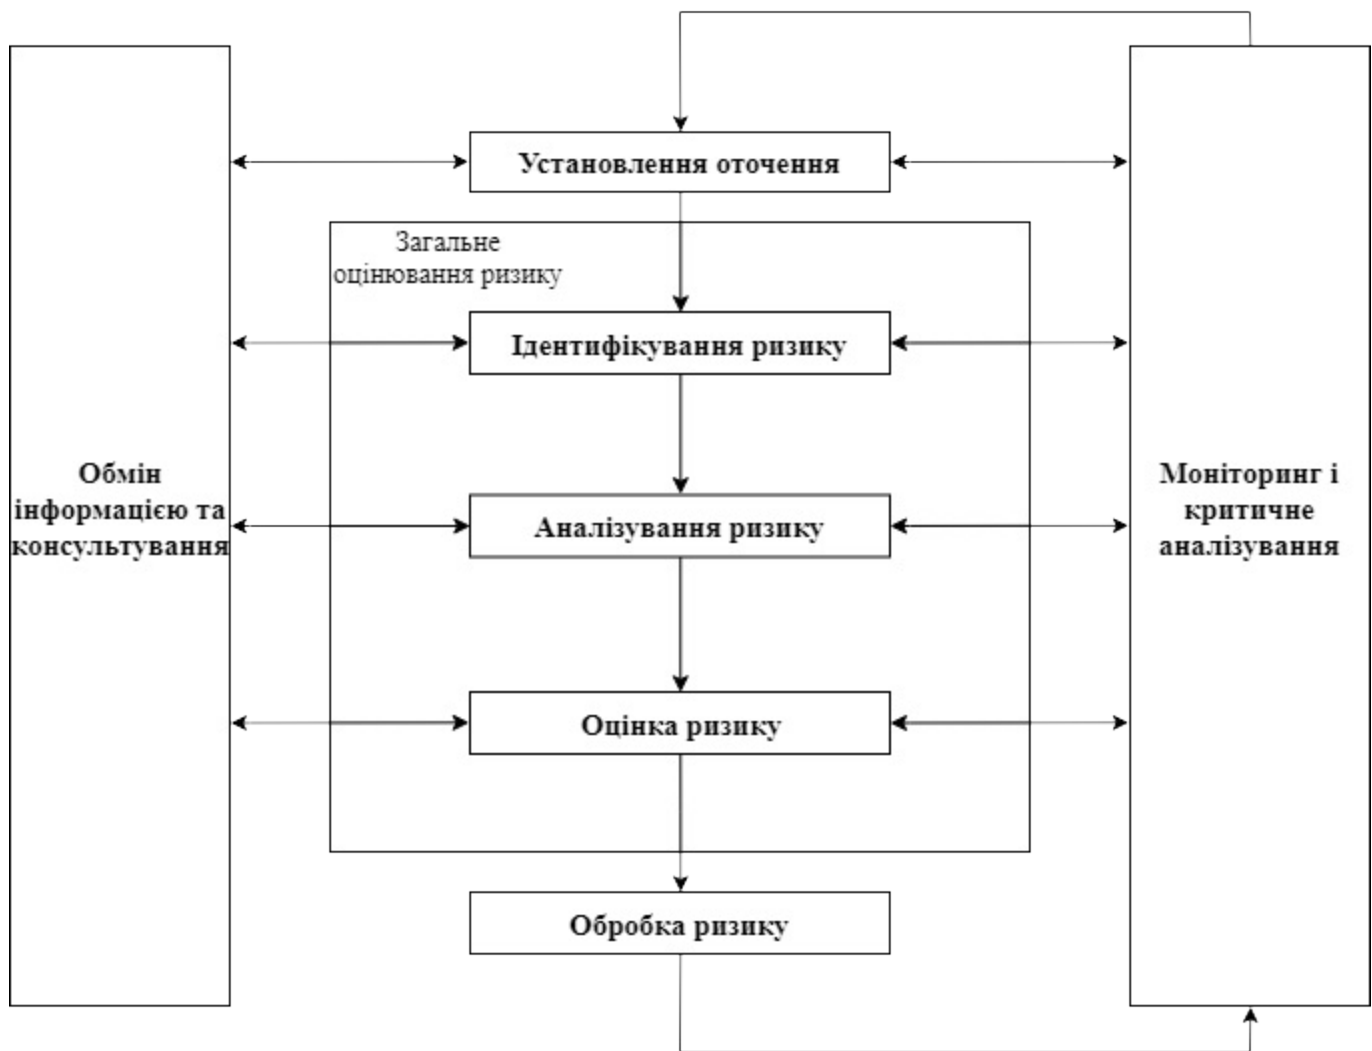 Установлення оточення
Загальне
оцінювання ризику
Ідентифікування ризику
Обмін
інформацією та
консультування
Аналізування ризику
Моніторинг і
критичне
аналізування
Оцінка ризику
Обробка ризику